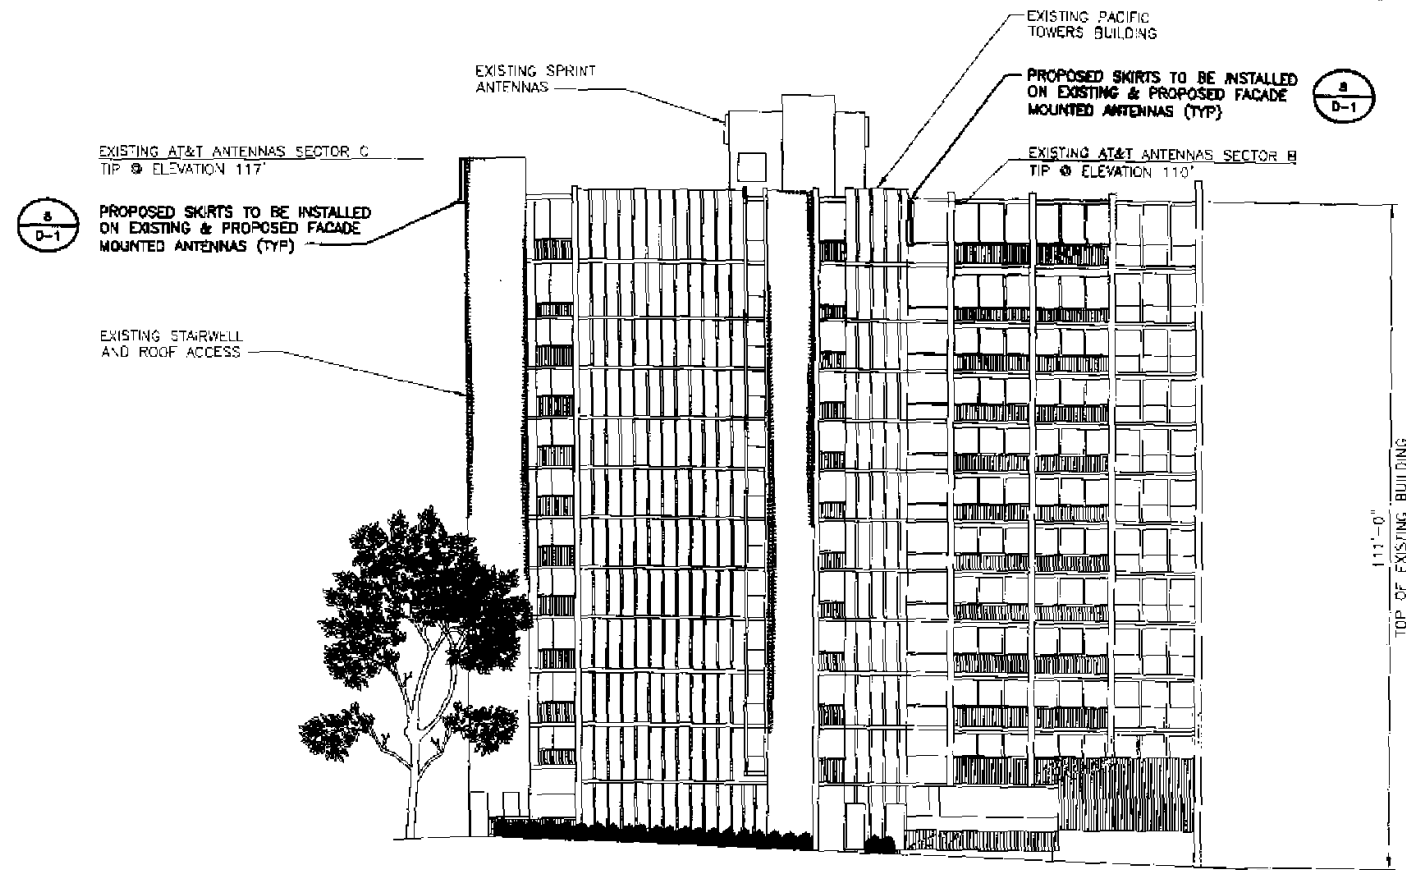 EXISTING PACIFIC
TOWERS BUILDING
EXISTING SPRINT
ANTENNAS
PROPOSED SKIRTS TO BE INSTALLED
ON EXISTING & PROPOSED FACADE
MOUNTED ANTENNAS (TYP)
a
D-1
EXISTING AT&T ANTENNAS SECTOR C
TIP @ ELEVATION 117'
EXISTING AT&T ANTENNAS SECTOR B
TIP @ ELEVATION 110'
a
D-1
PROPOSED SKIRTS TO BE INSTALLED
ON EXISTING & PROPOSED FACADE
MOUNTED ANTENNAS (TYP)
EXISTING STAIRWELL
AND ROOF ACCESS
111'-0"
TOP OF EXISTING BUILDING